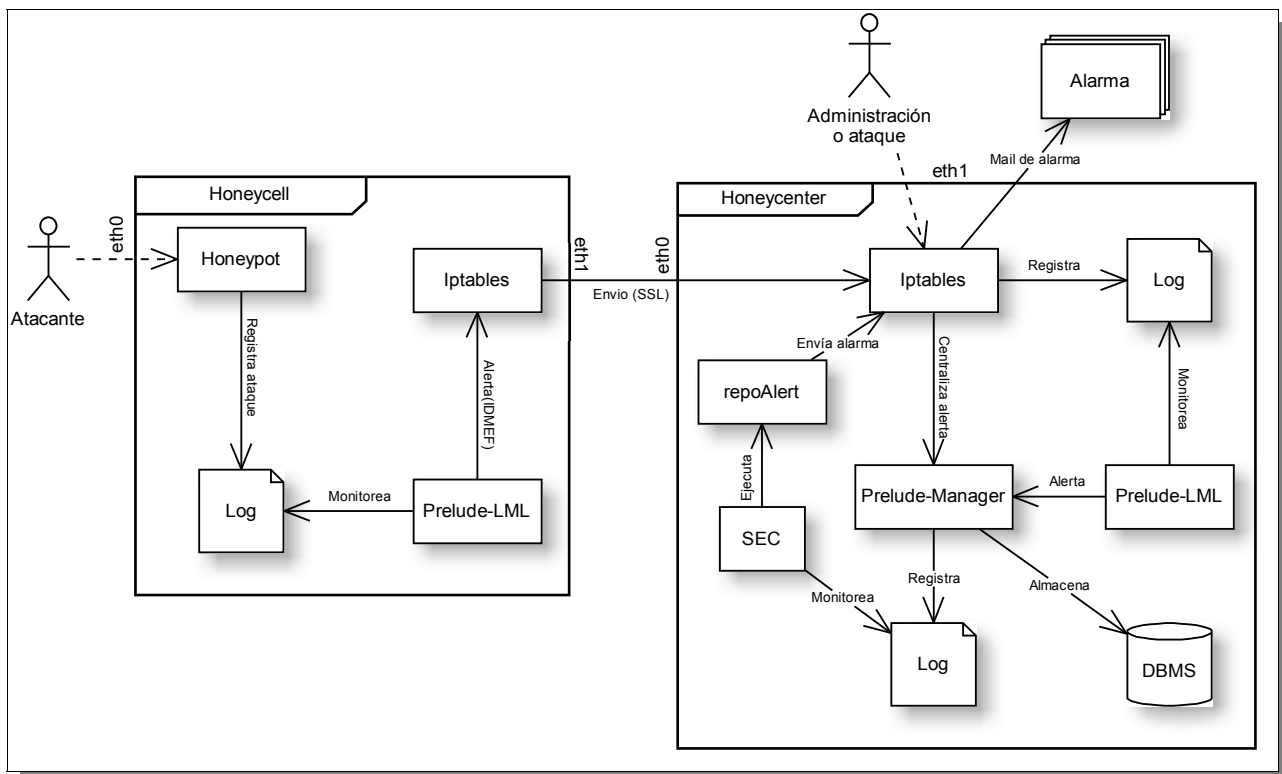 Administración
o ataque
Alarma
Mail de alarma
eth1
Honeycell
Honeycenter
eth0
Atacante
Honeypot
Iptables
eth1
Envio (SSL)
eth0
Iptables
Registra
Log
Registra ataque
Alerta(IDMEF)
Envía alarma
repoAlert
Centraliza alerta
Monitorea
Ejecuta
Log
Monitorea
Prelude-LML
Prelude-Manager
Alerta
Prelude-LML
SEC
Monitorea
Registra
Almacena
Log
DBMS